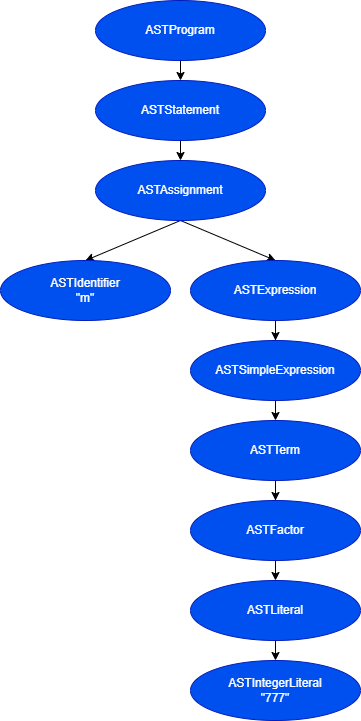 ASTProgram
ASTStatement
ASTAssignment
ASTIdentifier
"m"
ASTExpression
ASTSimpleExpression
ASTTerm
ASTFactor
ASTLiteral
ASTIntegerLiteral
"777"